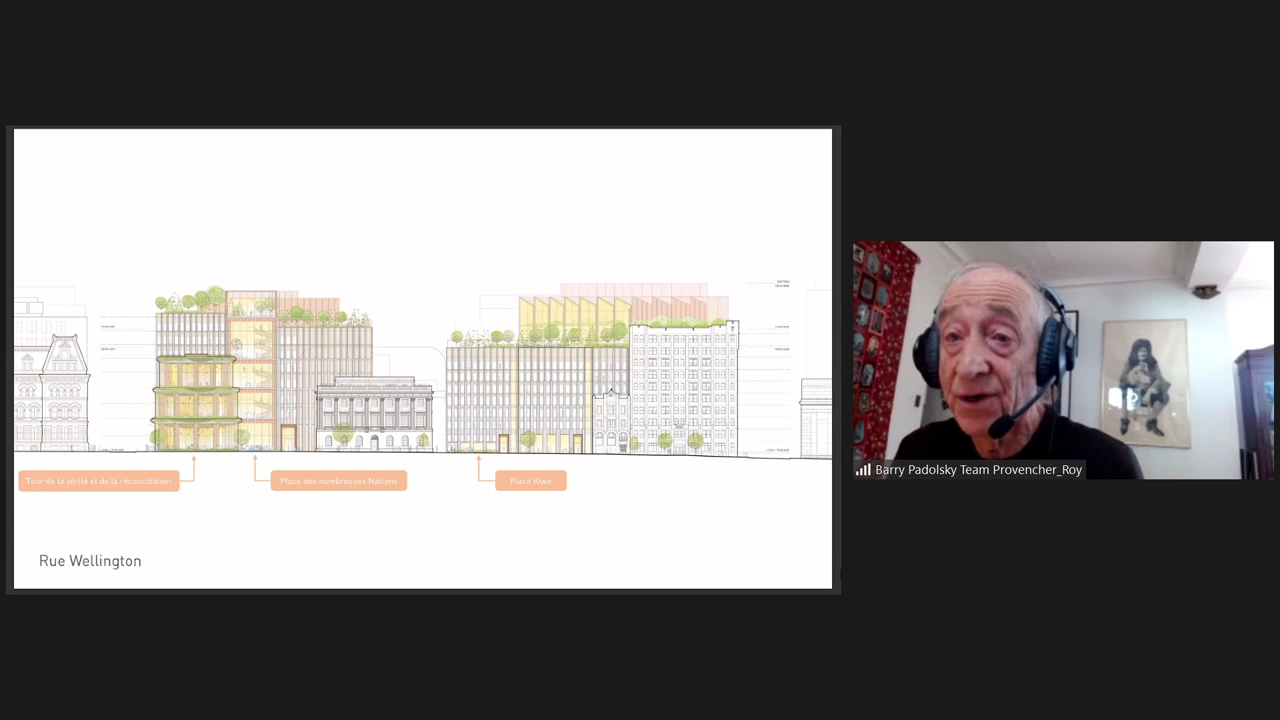 Tour de la vérité et de la réconciliation
Place des nombreuses Nations
Place Kiwe
Rue Wellington
Barry Padolsky Team Provencher_Roy